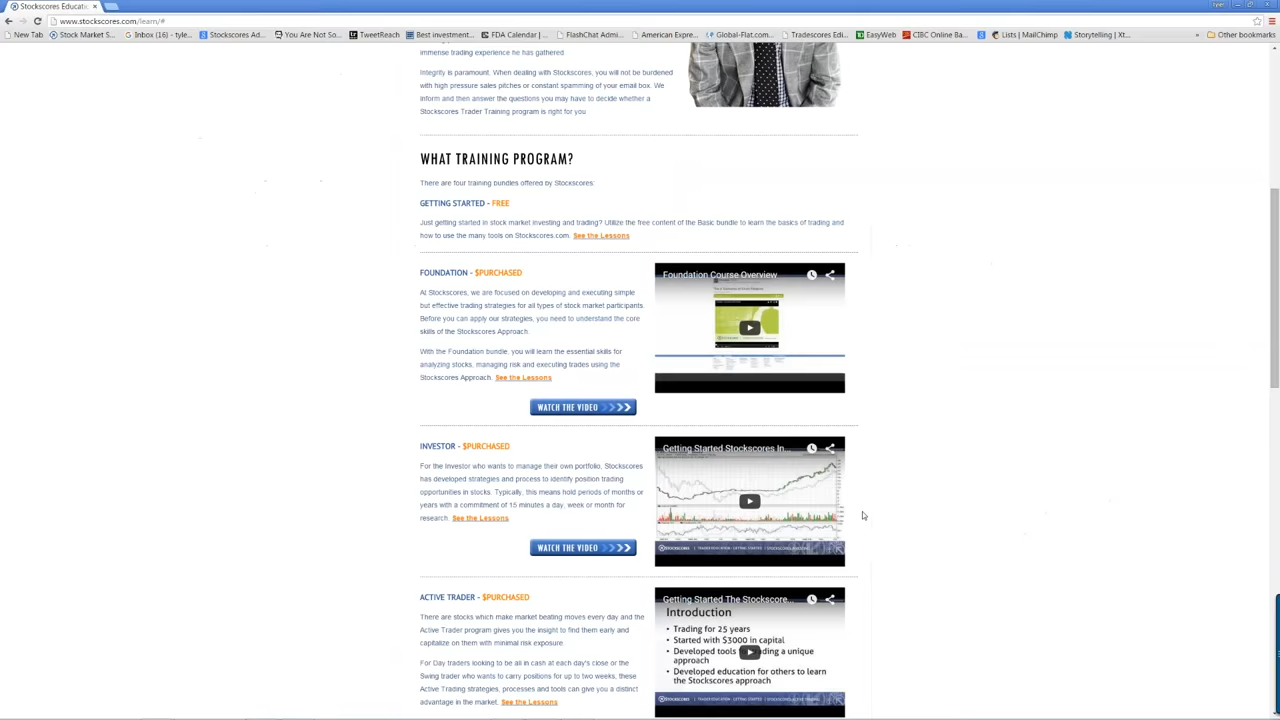 Stockscores Educati...
Tyler
www.stockscores.com/learn/#
New Tab
Stock Market S...
Inbox (16) - tyle...
Stockscores Ad...
You Are Not So...
TweetReach
Best investment...
FDA Calendar | ...
FlashChat Admi...
American Expre...
Global-Flat.com...
Tradescores Edi...
EasyWeb
CIBC Online Ba...
Lists | MailChimp
Storytelling | Xt...
»
Other bookmarks
immense trading experience he has gathered.
Integrity is paramount. When dealing with Stockscores, you will not be burdened
with high pressure sales pitches or constant spamming of your email box. We
inform and then answer the questions you may have to decide whether a
Stockscores Trader Training program is right for you
WHAT TRAINING PROGRAM?
There are four training bundles offered by Stockscores:
GETTING STARTED - FREE
Just getting started in stock market investing and trading? Utilize the free content of the Basic bundle to learn the basics of trading and
how to use the many tools on Stockscores.com. See the Lessons
FOUNDATION - $PURCHASED
At Stockscores, we are focused on developing and executing simple
but effective trading strategies for all types of stock market participants.
Before you can apply our strategies, you need to understand the core
skills of the Stockscores Approach.
With the Foundation bundle, you will learn the essential skills for
analyzing stocks, managing risk and executing trades using the
Stockscores Approach. See the Lessons
WATCH THE VIDEO
Foundation Course Overview
INVESTOR - $PURCHASED
For the Investor who wants to manage their own portfolio, Stockscores
has developed strategies and process to identify position trading
opportunities in stocks. Typically, this means hold periods of months or
years with a commitment of 15 minutes a day, week or month for
research. See the Lessons
WATCH THE VIDEO
Getting Started Stockscores In...
STOCKSCORES | TRADER EDUCATION - GETTING STARTED |
ACTIVE TRADER - $PURCHASED
There are stocks which make market beating moves every day and the
Active Trader program gives you the insight to find them early and
capitalize on them with minimal risk exposure.
For Day traders looking to be all in cash at each day's close or the
Swing trader who wants to carry positions for up to two weeks, these
Active Trading strategies, processes and tools can give you a distinct
advantage in the market. See the Lessons
Getting Started The Stockscore...
Introduction
• Trading for 25 years
• Started with $3000 in capital
• Developed tools ading a unique
approach
• Developed education for others to learn
the Stockscores approach
STOCKSCORES | TRADER EDUCATION - GETTING STARTED |